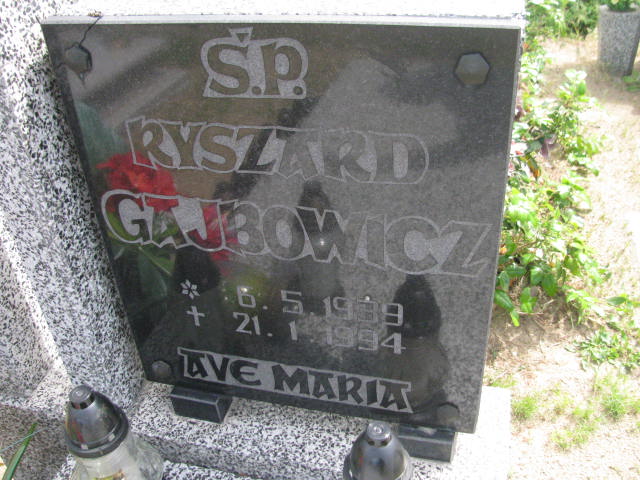 Ś.P.
RYSZARD
GAJBOWICZ
* 6. 5. 1939
+ 21. 1 1994
AVE MARIA